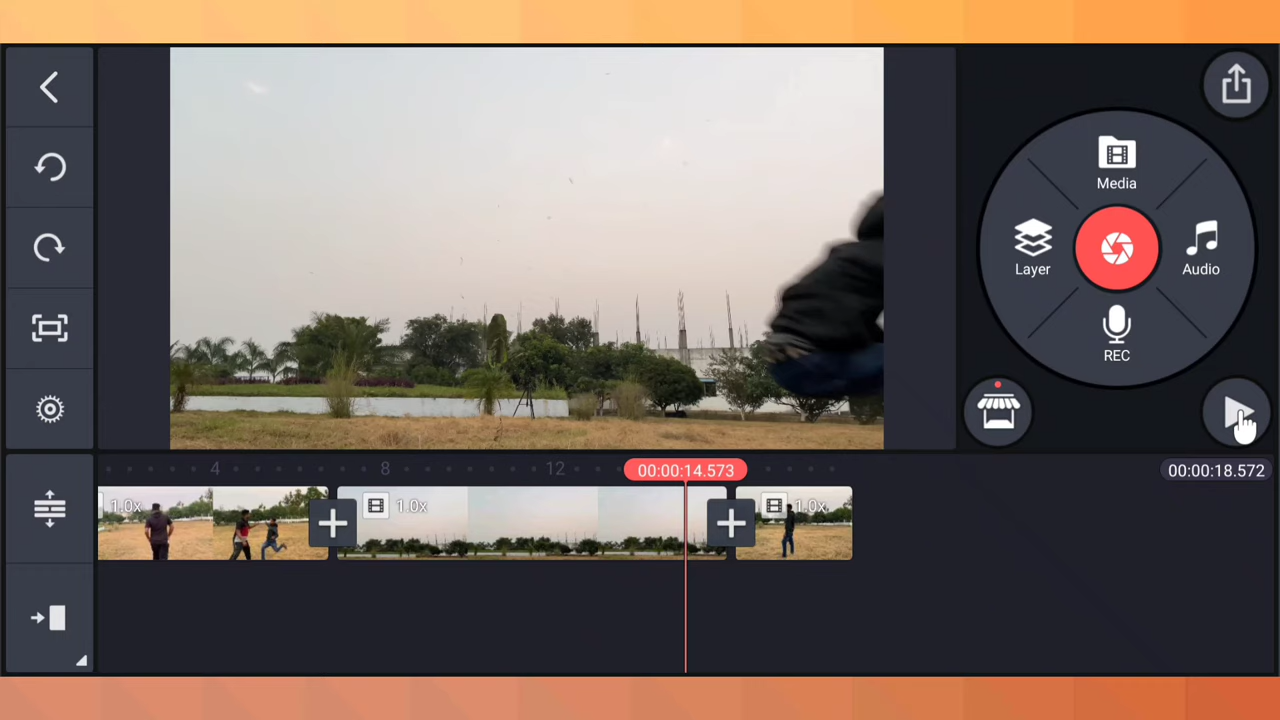 Media
Layer
Audio
REC
4
8
12
00:00:14.573
00:00:18.572
1.0x
1.0x
1.0x